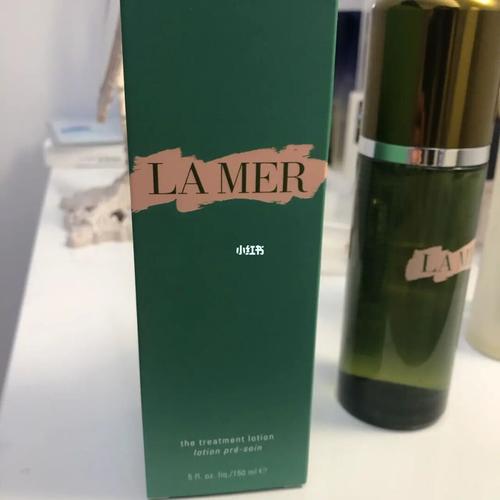 LA MER
小红书
the treatment lotion
lotion pré-soin
5 fl. oz. liq./150 ml ℮
LA M